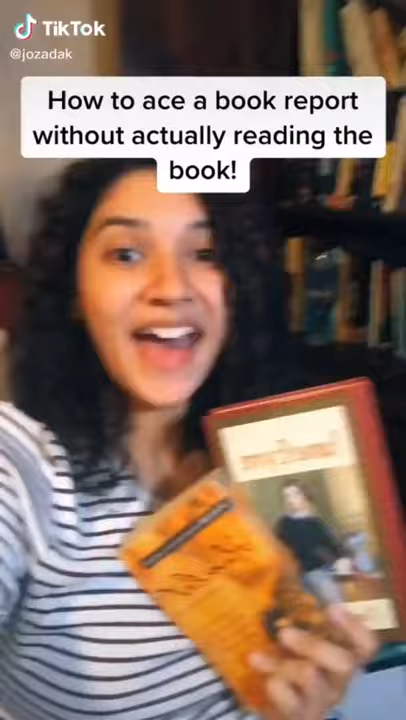 TikTok
@jozadak
How to ace a book report
without actually reading the
book!